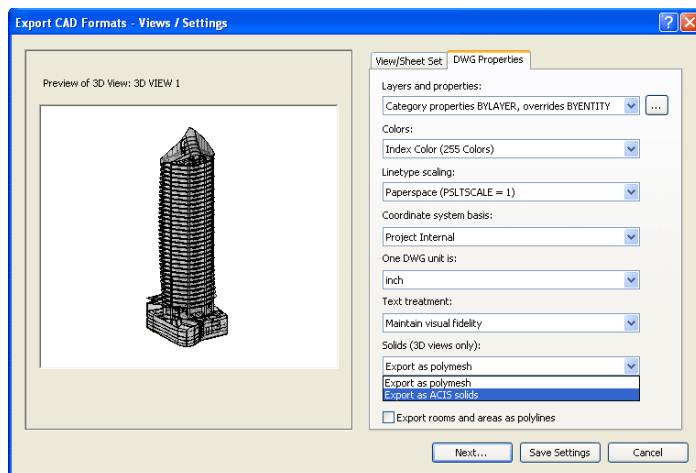 Export CAD Formats - Views / Settings
Preview of 3D View: 3D VIEW 1
View/Sheet Set
DWG Properties
Layers and properties:
Category properties BYLAYER, overrides BYENTITY
...
Colors:
Index Color (255 Colors)
Linetype scaling:
Paperspace (PSLTSCALE = 1)
Coordinate system basis:
Project Internal
One DWG unit is:
inch
Text treatment:
Maintain visual fidelity
Solids (3D views only):
Export as polymesh
Export as polymesh
Export as ACIS solids
Export rooms and areas as polylines
Next...
Save Settings
Cancel